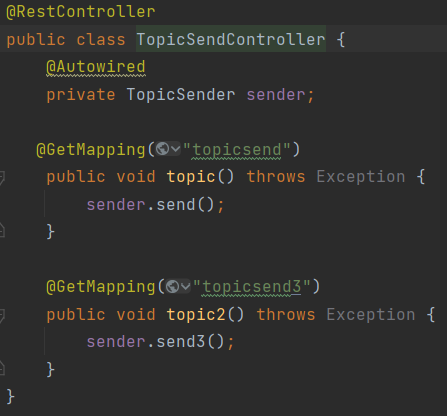 @RestController
public class TopicSendController {
@Autowired
private TopicSender sender;
@GetMapping("topicsend")
public void topic() throws Exception {
sender.send();
}
@GetMapping("topicsend3")
public void topic2() throws Exception {
sender.send3();
}
}